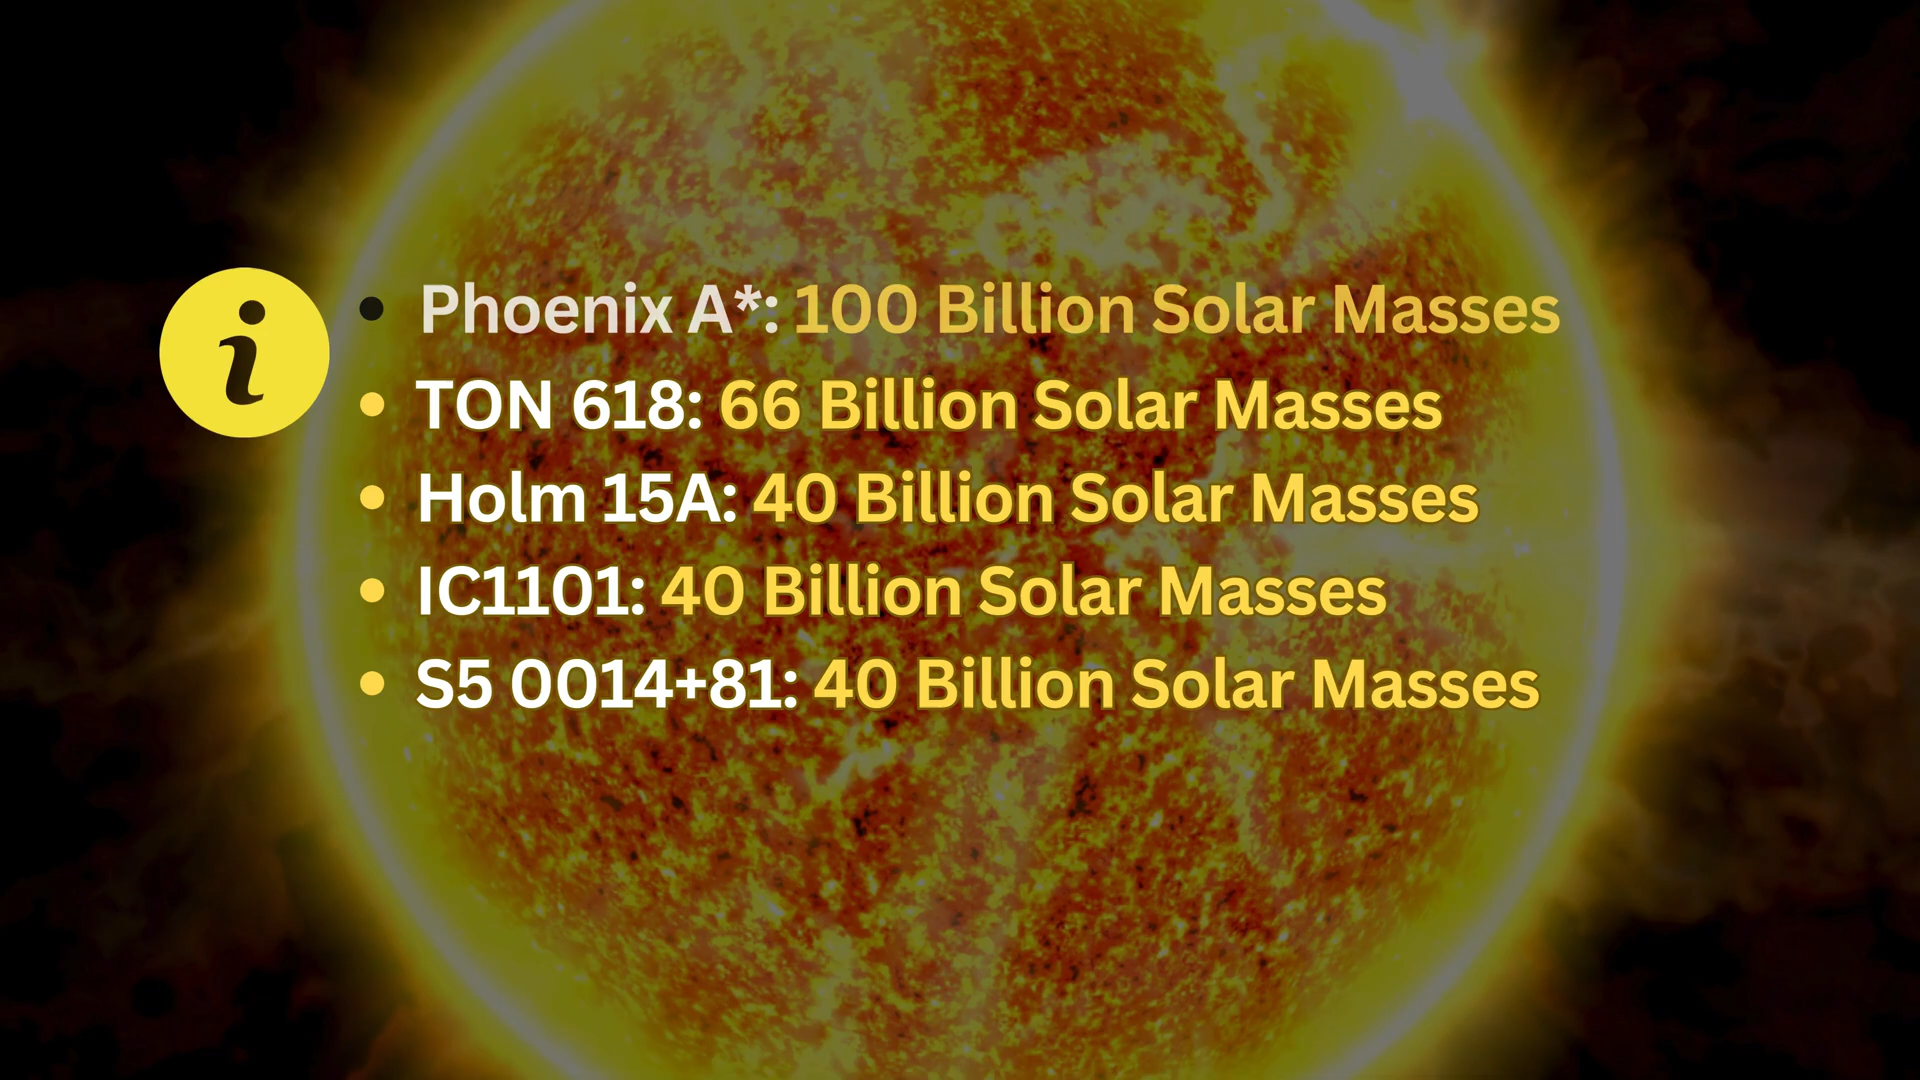 i
• Phoenix A*: 100 Billion Solar Masses
• TON 618: 66 Billion Solar Masses
• Holm 15A: 40 Billion Solar Masses
• IC1101: 40 Billion Solar Masses
• S5 0014+81: 40 Billion Solar Masses